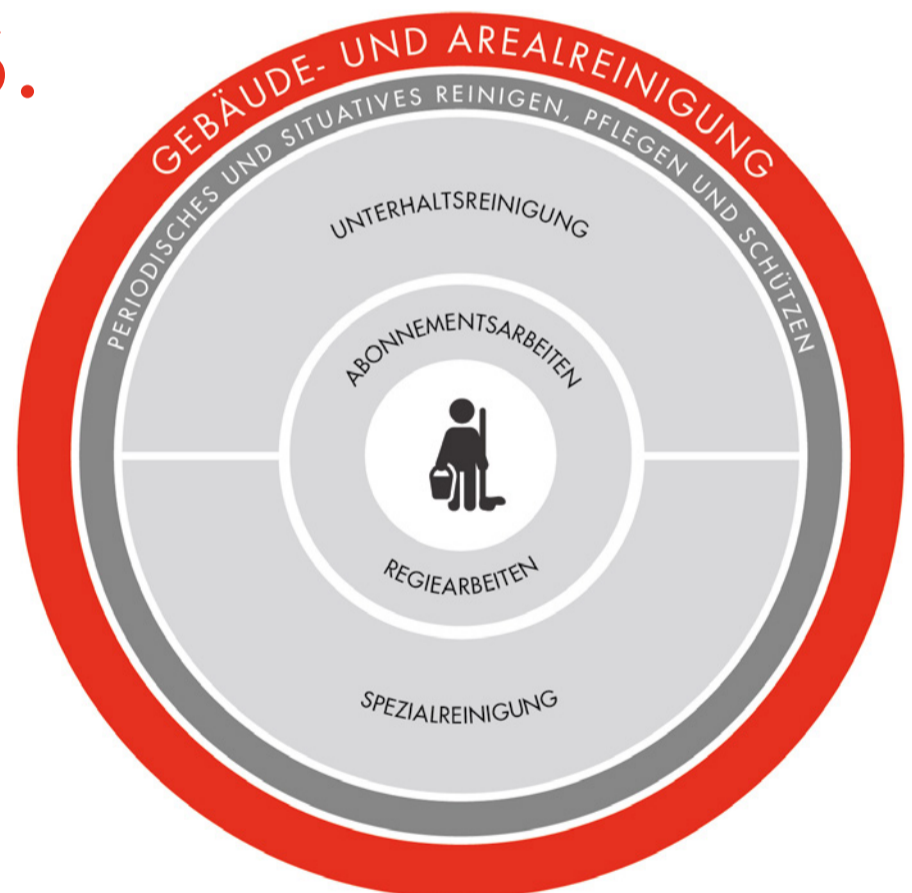 GEBÄUDE- UND AREALREINIGUNG
PERIODISCHES UND SITUATIVES REINIGEN, PFLEGEN UND SCHÜTZEN
UNTERHALTSREINIGUNG
ABONNEMENTSARBEITEN
REGIEARBEITEN
SPEZIALREINIGUNG